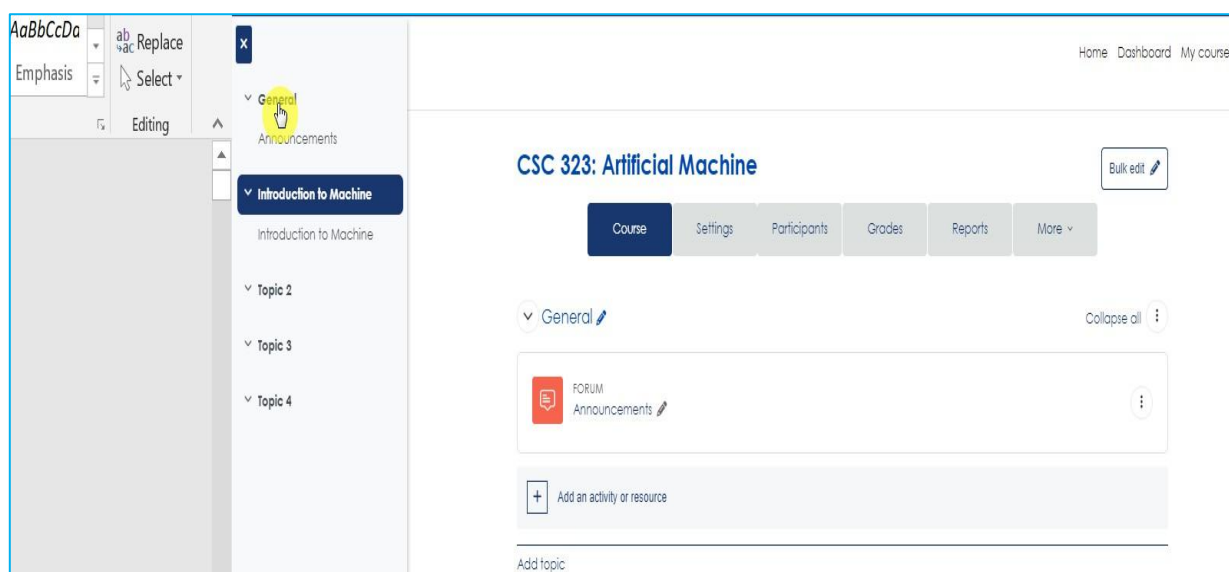 AaBbCcDd
Emphasis
Replace
Select
Editing
x
General
Announcements
Introduction to Machine
Introduction to Machine
Topic 2
Topic 3
Topic 4
Home Dashboard My course
CSC 323: Artificial Machine
Bulk edit
Course Settings Participants Grades Reports More
General
Collapse all
FORUM
Announcements
+ Add an activity or resource
Add topic